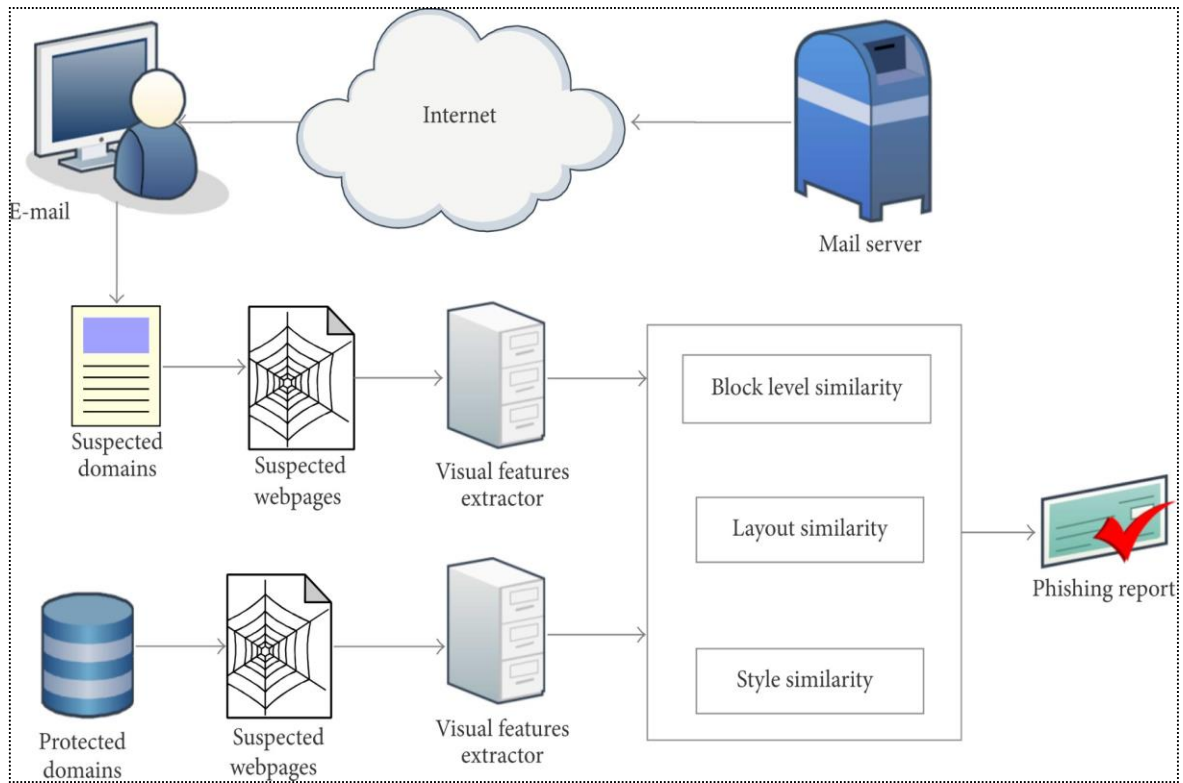 Internet
E-mail
Mail server
Suspected
domains
Suspected
webpages
Visual features
extractor
Block level similarity
Layout similarity
Style similarity
Phishing report
Protected
domains
Suspected
webpages
Visual features
extractor